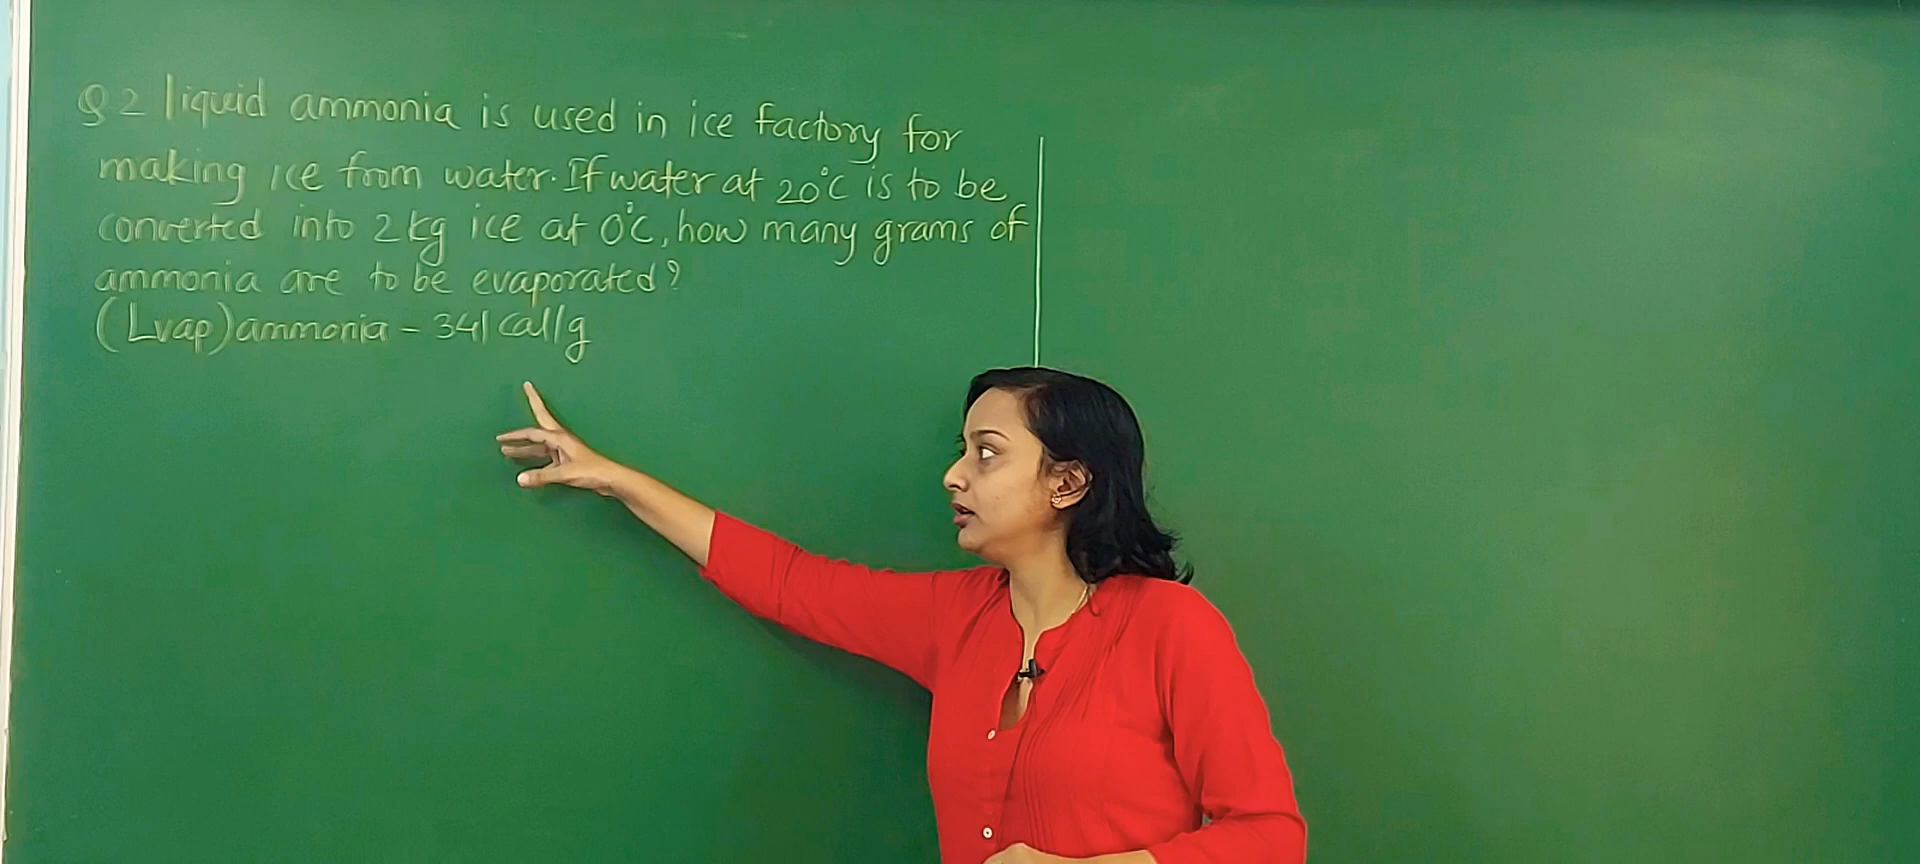 Q 2 liquid ammonia is used in ice factory for
making ice from water. If water at 20°C is to be
converted into 2 kg ice at 0°C, how many grams of
ammonia are to be evaporated?
(Lvap)ammonia - 341 cal/g